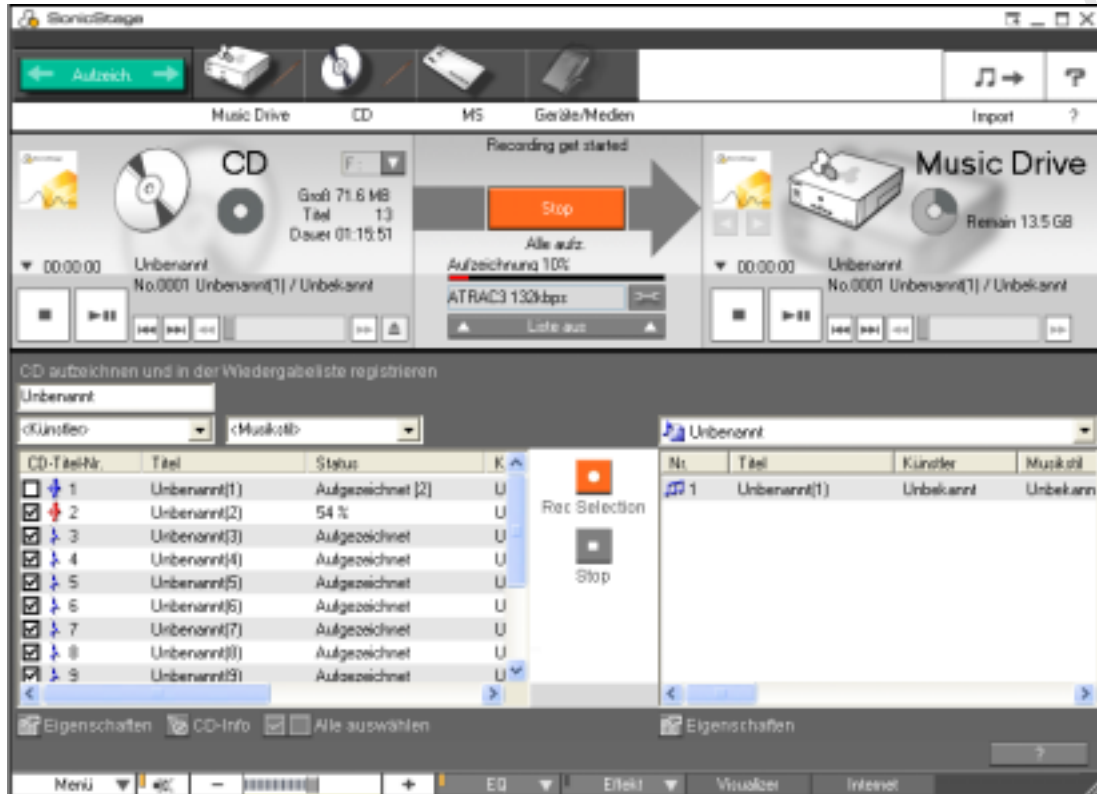 SonicStage
Aufzeich.
Music Drive CD MS Geräte/Medien Import ?
CD
F:
Groß 71.6 MB
Titel 13
Dauer 01:15:51
00:00:00 Unbenannt
No.0001 Unbenannt(1) / Unbekannt
Recording get started
Stop
Alle aufz.
Aufzeichnung 10%
ATRAC3 132kbps
Liste aus
Music Drive
Remain 13.5 GB
00:00:00 Unbenannt
No.0001 Unbenannt(1) / Unbekannt
CD aufzeichnen und in der Wiedergabeliste registrieren
Unbenannt
<Künstler> <Musikstil>
CD-Titel-Nr. Titel Status K
1 Unbenannt(1) Aufgezeichnet [2] U
2 Unbenannt(2) 54 % U
3 Unbenannt(3) Aufgezeichnet U
4 Unbenannt(4) Aufgezeichnet U
5 Unbenannt(5) Aufgezeichnet U
6 Unbenannt(6) Aufgezeichnet U
7 Unbenannt(7) Aufgezeichnet U
8 Unbenannt(8) Aufgezeichnet U
9 Unbenannt(9) Aufgezeichnet U
Rec Selection
Stop
Unbenannt
Nr. Titel Künstler Musikstil
1 Unbenannt(1) Unbekannt Unbekann
Eigenschaften CD-Info Alle auswählen
Eigenschaften
?
Menü EQ Effekt Visualizer Internet